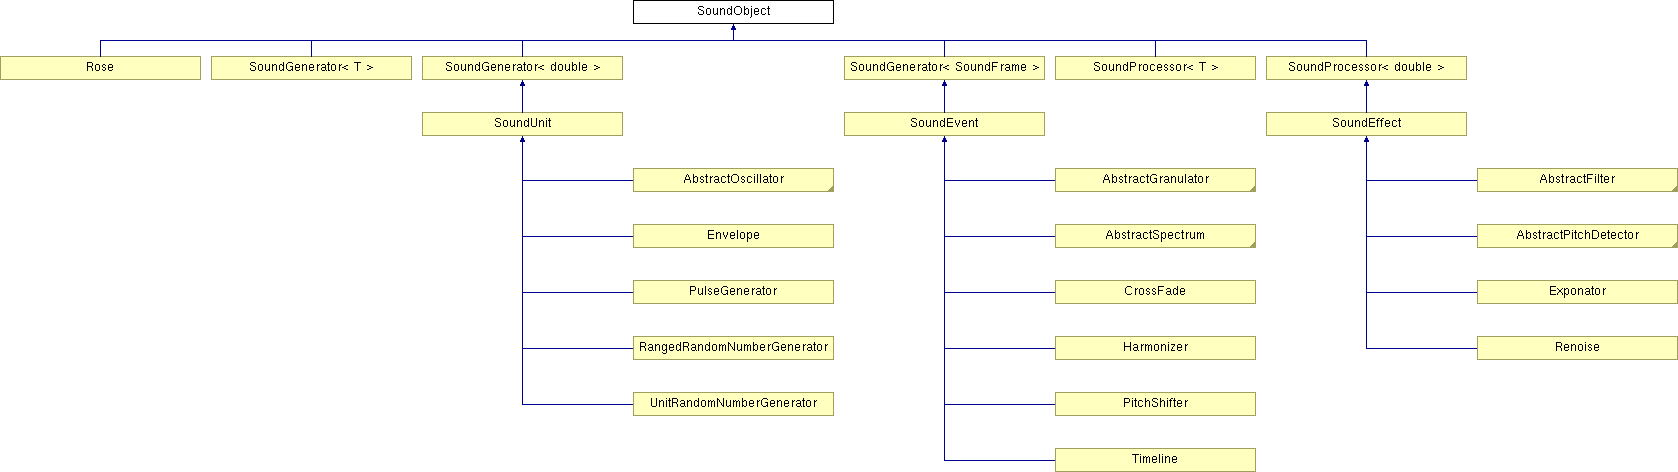 SoundObject
Rose
SoundGenerator< T >
SoundGenerator< double >
SoundGenerator< SoundFrame >
SoundProcessor< T >
SoundProcessor< double >
SoundUnit
SoundEvent
SoundEffect
AbstractOscillator
AbstractGranulator
AbstractFilter
Envelope
AbstractSpectrum
AbstractPitchDetector
PulseGenerator
CrossFade
Exponator
RangedRandomNumberGenerator
Harmonizer
Renoise
UnitRandomNumberGenerator
PitchShifter
Timeline